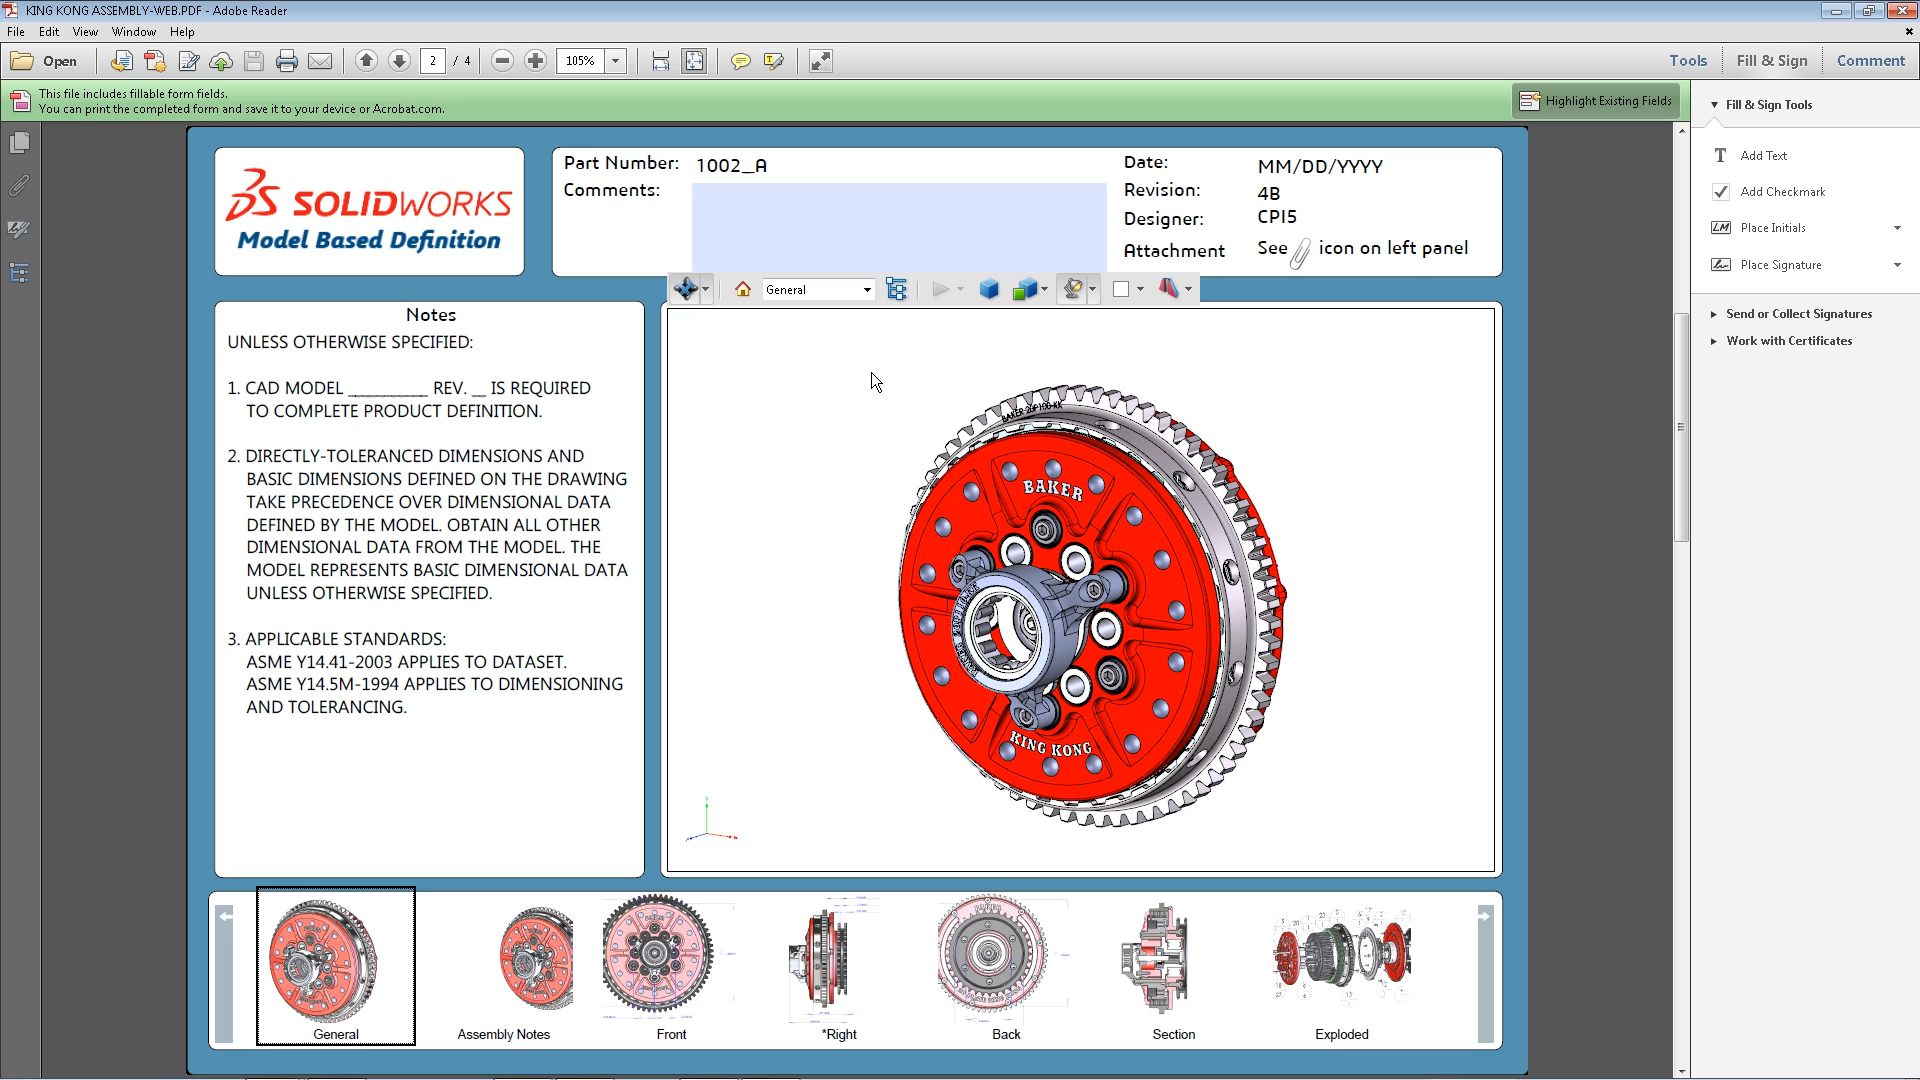 KING KONG ASSEMBLY-WEB.PDF - Adobe Reader
File Edit View Window Help
Open 2 / 4 105% Tools Fill & Sign Comment
This file includes fillable form fields.
You can print the completed form and save it to your device or Acrobat.com.
Highlight Existing Fields
Fill & Sign Tools
T Add Text
Add Checkmark
Place Initials
Place Signature
Send or Collect Signatures
Work with Certificates
SOLIDWORKS
Model Based Definition
Part Number: 1002_A
Comments:
Date: MM/DD/YYYY
Revision: 4B
Designer: CPI5
Attachment See icon on left panel
General
Notes
UNLESS OTHERWISE SPECIFIED:
1. CAD MODEL __________ REV. __ IS REQUIRED
TO COMPLETE PRODUCT DEFINITION.
2. DIRECTLY-TOLERANCED DIMENSIONS AND
BASIC DIMENSIONS DEFINED ON THE DRAWING
TAKE PRECEDENCE OVER DIMENSIONAL DATA
DEFINED BY THE MODEL. OBTAIN ALL OTHER
DIMENSIONAL DATA FROM THE MODEL. THE
MODEL REPRESENTS BASIC DIMENSIONAL DATA
UNLESS OTHERWISE SPECIFIED.
3. APPLICABLE STANDARDS:
ASME Y14.41-2003 APPLIES TO DATASET.
ASME Y14.5M-1994 APPLIES TO DIMENSIONING
AND TOLERANCING.
BAKER
KING KONG
General
Assembly Notes
Front
*Right
Back
Section
Exploded